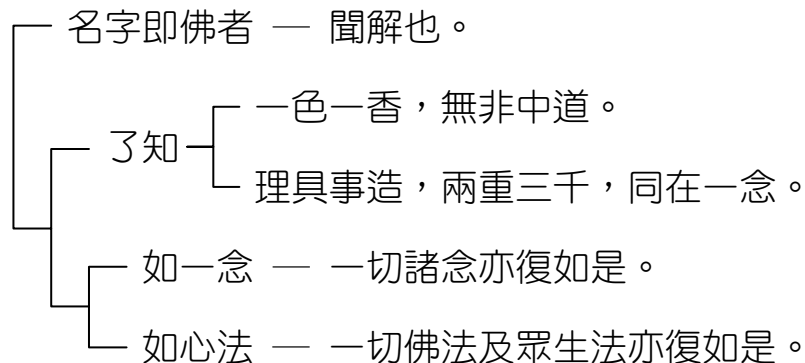 名字即佛者 — 聞解也。
一色一香，無非中道。
了知
理具事造，兩重三千，同在一念。
如一念 — 一切諸念亦復如是。
如心法 — 一切佛法及眾生法亦復如是。